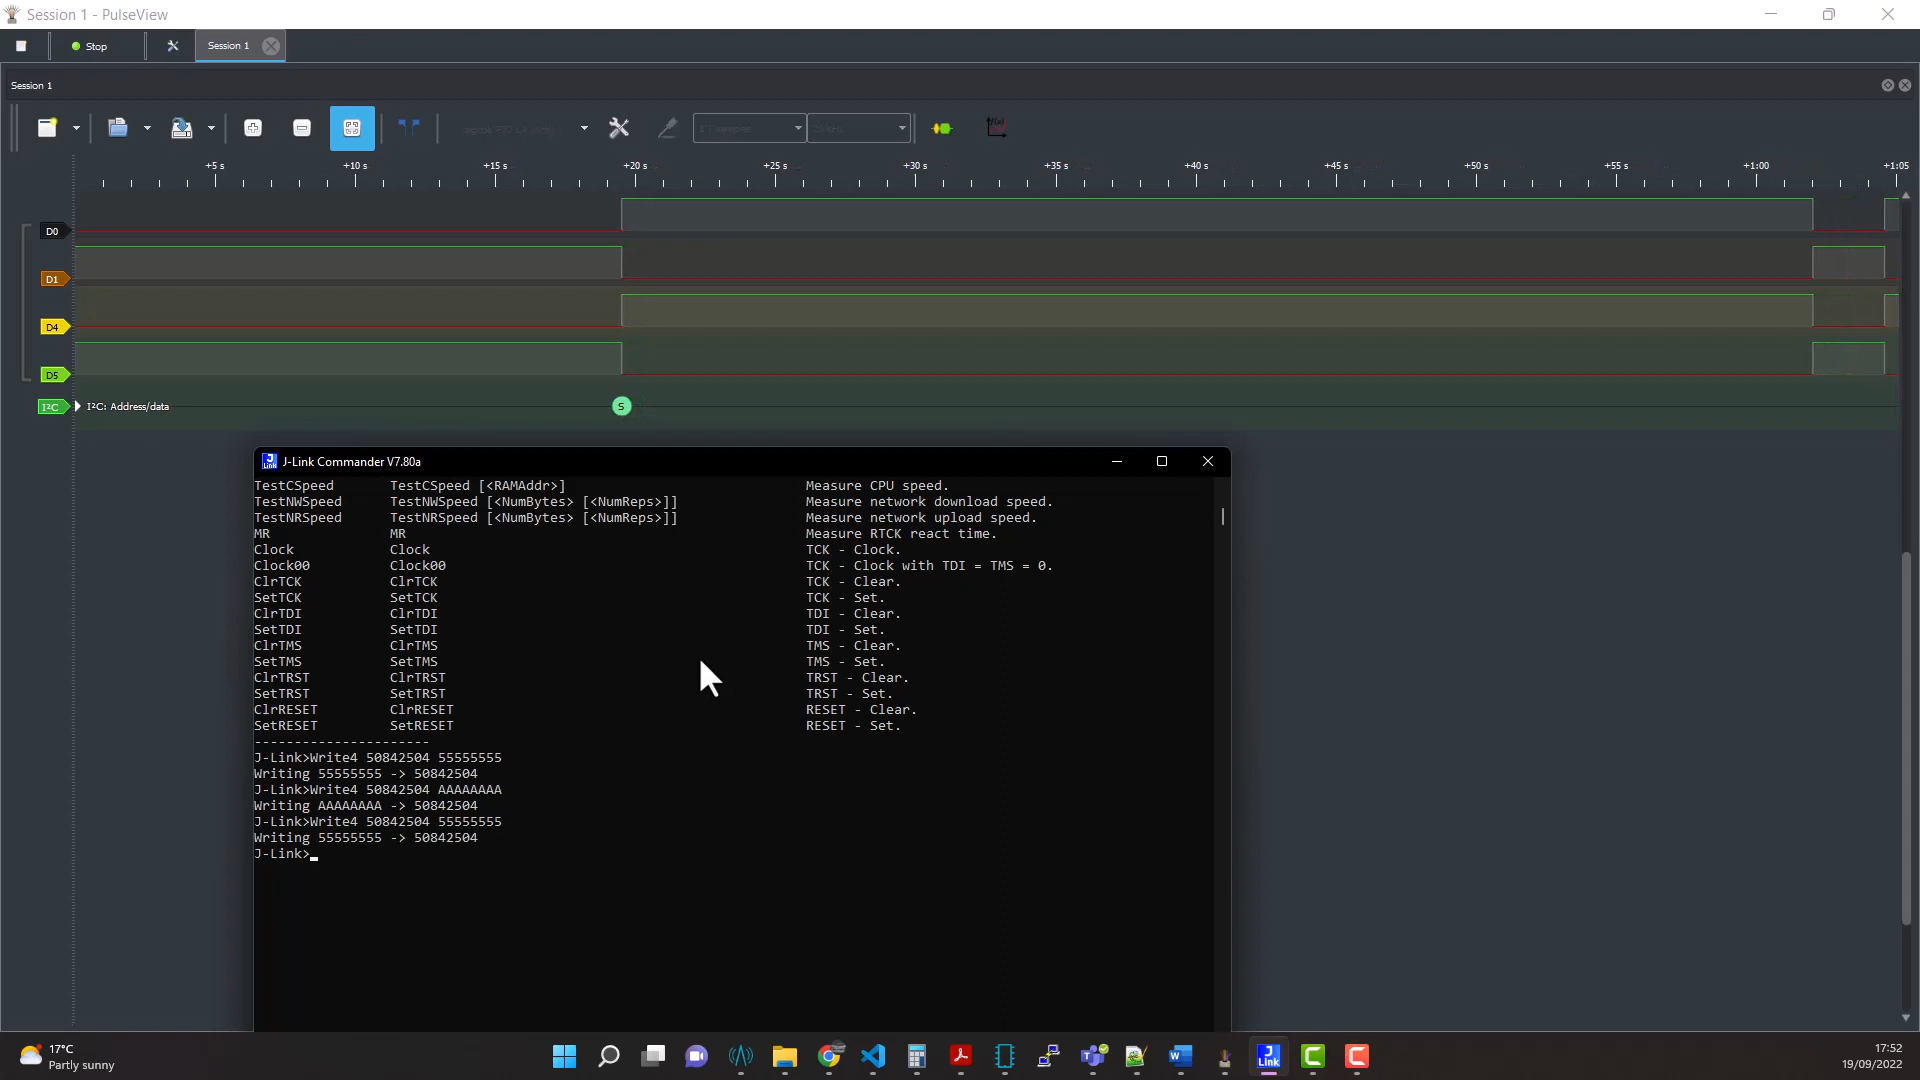 Session 1 - PulseView
Stop
Session 1
Session 1
+5 s +10 s +15 s +20 s +25 s +30 s +35 s +40 s +45 s +50 s +55 s +1:00 +1:05
D0
D1
D4
D5
I²C I²C: Address/data S
J-Link Commander V7.80a
TestCSpeed TestCSpeed [<RAMAddr>] Measure CPU speed.
TestNWSpeed TestNWSpeed [<NumBytes> [<NumReps>]] Measure network download speed.
TestNRSpeed TestNRSpeed [<NumBytes> [<NumReps>]] Measure network upload speed.
MR MR Measure RTCK react time.
Clock Clock TCK - Clock.
Clock00 Clock00 TCK - Clock with TDI = TMS = 0.
ClrTCK ClrTCK TCK - Clear.
SetTCK SetTCK TCK - Set.
ClrTDI ClrTDI TDI - Clear.
SetTDI SetTDI TDI - Set.
ClrTMS ClrTMS TMS - Clear.
SetTMS SetTMS TMS - Set.
ClrTRST ClrTRST TRST - Clear.
SetTRST SetTRST TRST - Set.
ClrRESET ClrRESET RESET - Clear.
SetRESET SetRESET RESET - Set.
----------------------
J-Link>Write4 50842504 55555555
Writing 55555555 -> 50842504
J-Link>Write4 50842504 AAAAAAAA
Writing AAAAAAAA -> 50842504
J-Link>Write4 50842504 55555555
Writing 55555555 -> 50842504
J-Link>
17°C
Partly sunny
17:52
19/09/2022